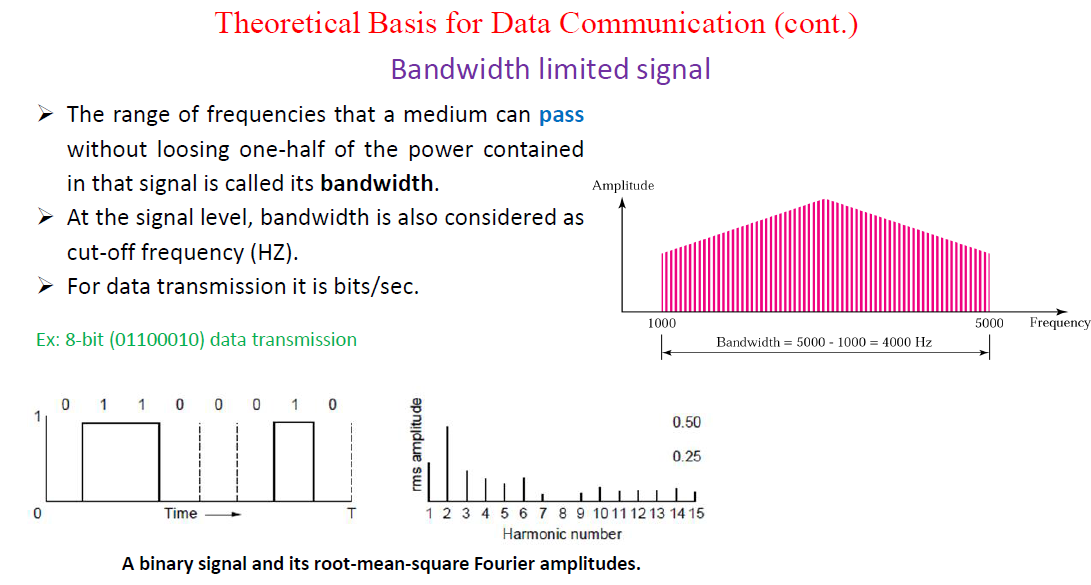 Theoretical Basis for Data Communication (cont.)
Bandwidth limited signal
➢ The range of frequencies that a medium can pass
without loosing one-half of the power contained
in that signal is called its bandwidth.
➢ At the signal level, bandwidth is also considered as
cut-off frequency (HZ).
➢ For data transmission it is bits/sec.
Ex: 8-bit (01100010) data transmission
Amplitude
1000
5000
Frequency
Bandwidth = 5000 - 1000 = 4000 Hz
0 1 1 0 0 0 1 0
1
0
Time
T
rms amplitude
0.50
0.25
1 2 3 4 5 6 7 8 9 10 11 12 13 14 15
Harmonic number
A binary signal and its root-mean-square Fourier amplitudes.